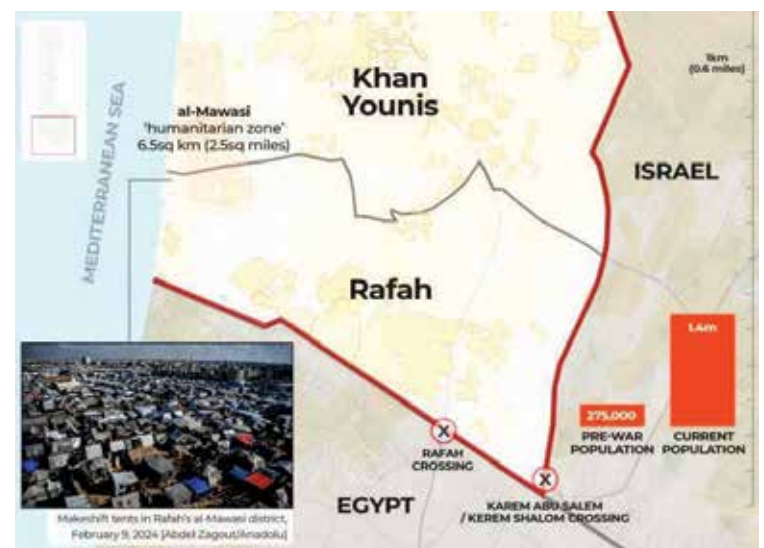 1km
(0.6 miles)
Khan
Younis
al-Mawasi
'humanitarian zone'
6.5sq km (2.5sq miles)
MEDITERRANEAN SEA
ISRAEL
Rafah
1.4m
275,000
PRE-WAR
POPULATION
CURRENT
POPULATION
RAFAH
CROSSING
EGYPT
KAREM ABU SALEM
/ KEREM SHALOM CROSSING
Makeshift tents in Rafah's al-Mawasi district,
February 9, 2024 [Abdel Zagout/Anadolu]